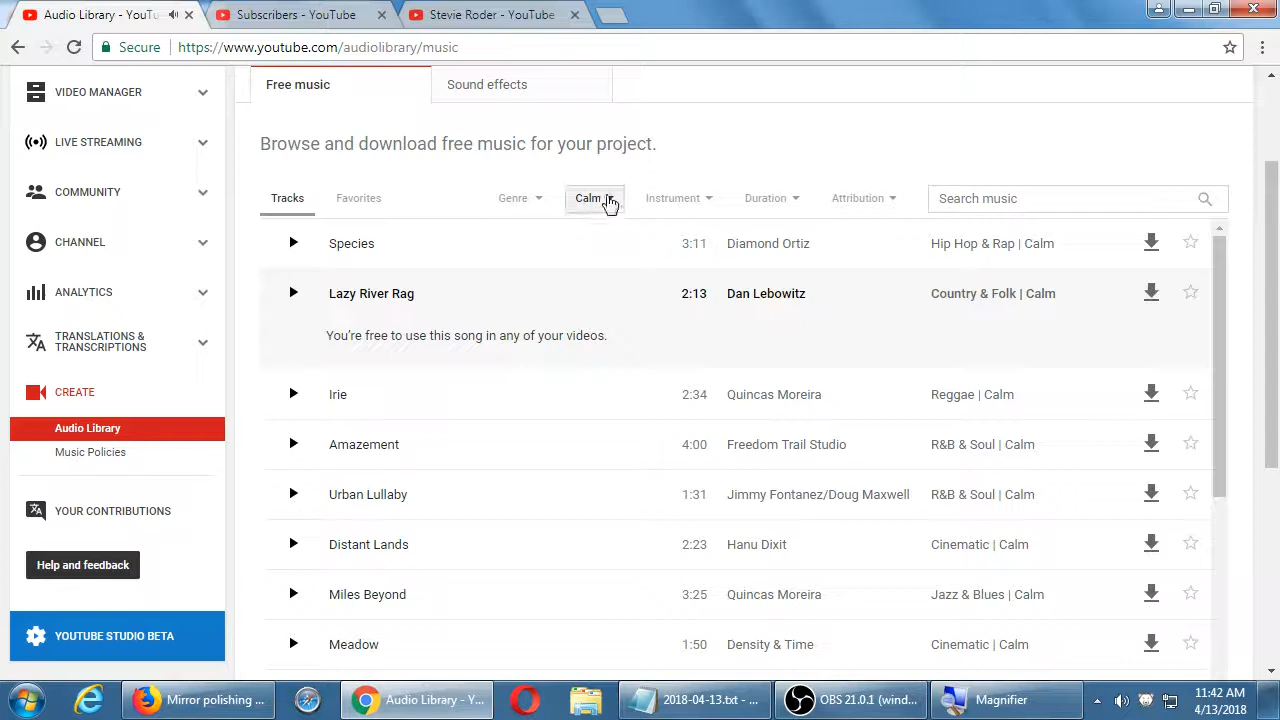 Audio Library - YouTu
Subscribers - YouTube
Stevie Roder - YouTube
Secure
https://www.youtube.com/audiolibrary/music
VIDEO MANAGER
LIVE STREAMING
COMMUNITY
CHANNEL
ANALYTICS
TRANSLATIONS &
TRANSCRIPTIONS
CREATE
Audio Library
Music Policies
YOUR CONTRIBUTIONS
Help and feedback
YOUTUBE STUDIO BETA
Free music
Sound effects
Browse and download free music for your project.
Tracks Favorites Genre Calm Instrument Duration Attribution Search music
Species 3:11 Diamond Ortiz Hip Hop & Rap | Calm
Lazy River Rag 2:13 Dan Lebowitz Country & Folk | Calm
You're free to use this song in any of your videos.
Irie 2:34 Quincas Moreira Reggae | Calm
Amazement 4:00 Freedom Trail Studio R&B & Soul | Calm
Urban Lullaby 1:31 Jimmy Fontanez/Doug Maxwell R&B & Soul | Calm
Distant Lands 2:23 Hanu Dixit Cinematic | Calm
Miles Beyond 3:25 Quincas Moreira Jazz & Blues | Calm
Meadow 1:50 Density & Time Cinematic | Calm
Mirror polishing ...
Audio Library - Y...
2018-04-13.txt - ...
OBS 21.0.1 (wind...
Magnifier
11:42 AM
4/13/2018